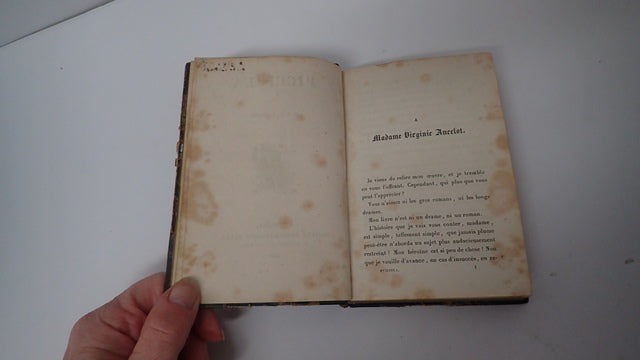 A
Madame Virginie Ancelot.
Je viens de relire mon œuvre, et je tremble
en vous l'offrant. Cependant, qui plus que vous
peut l'apprécier?
Vous n'aimez ni les gros romans, ni les longs
drames.
Mon livre n'est ni un drame, ni un roman.
L'histoire que je vais vous conter, madame,
est simple, tellement simple, que jamais plume
peut-être n'aborda un sujet plus audacieusement
restreint! Mon héroïne est si peu de chose! Non
que je veuille d'avance, en cas d'insuccès, en re-